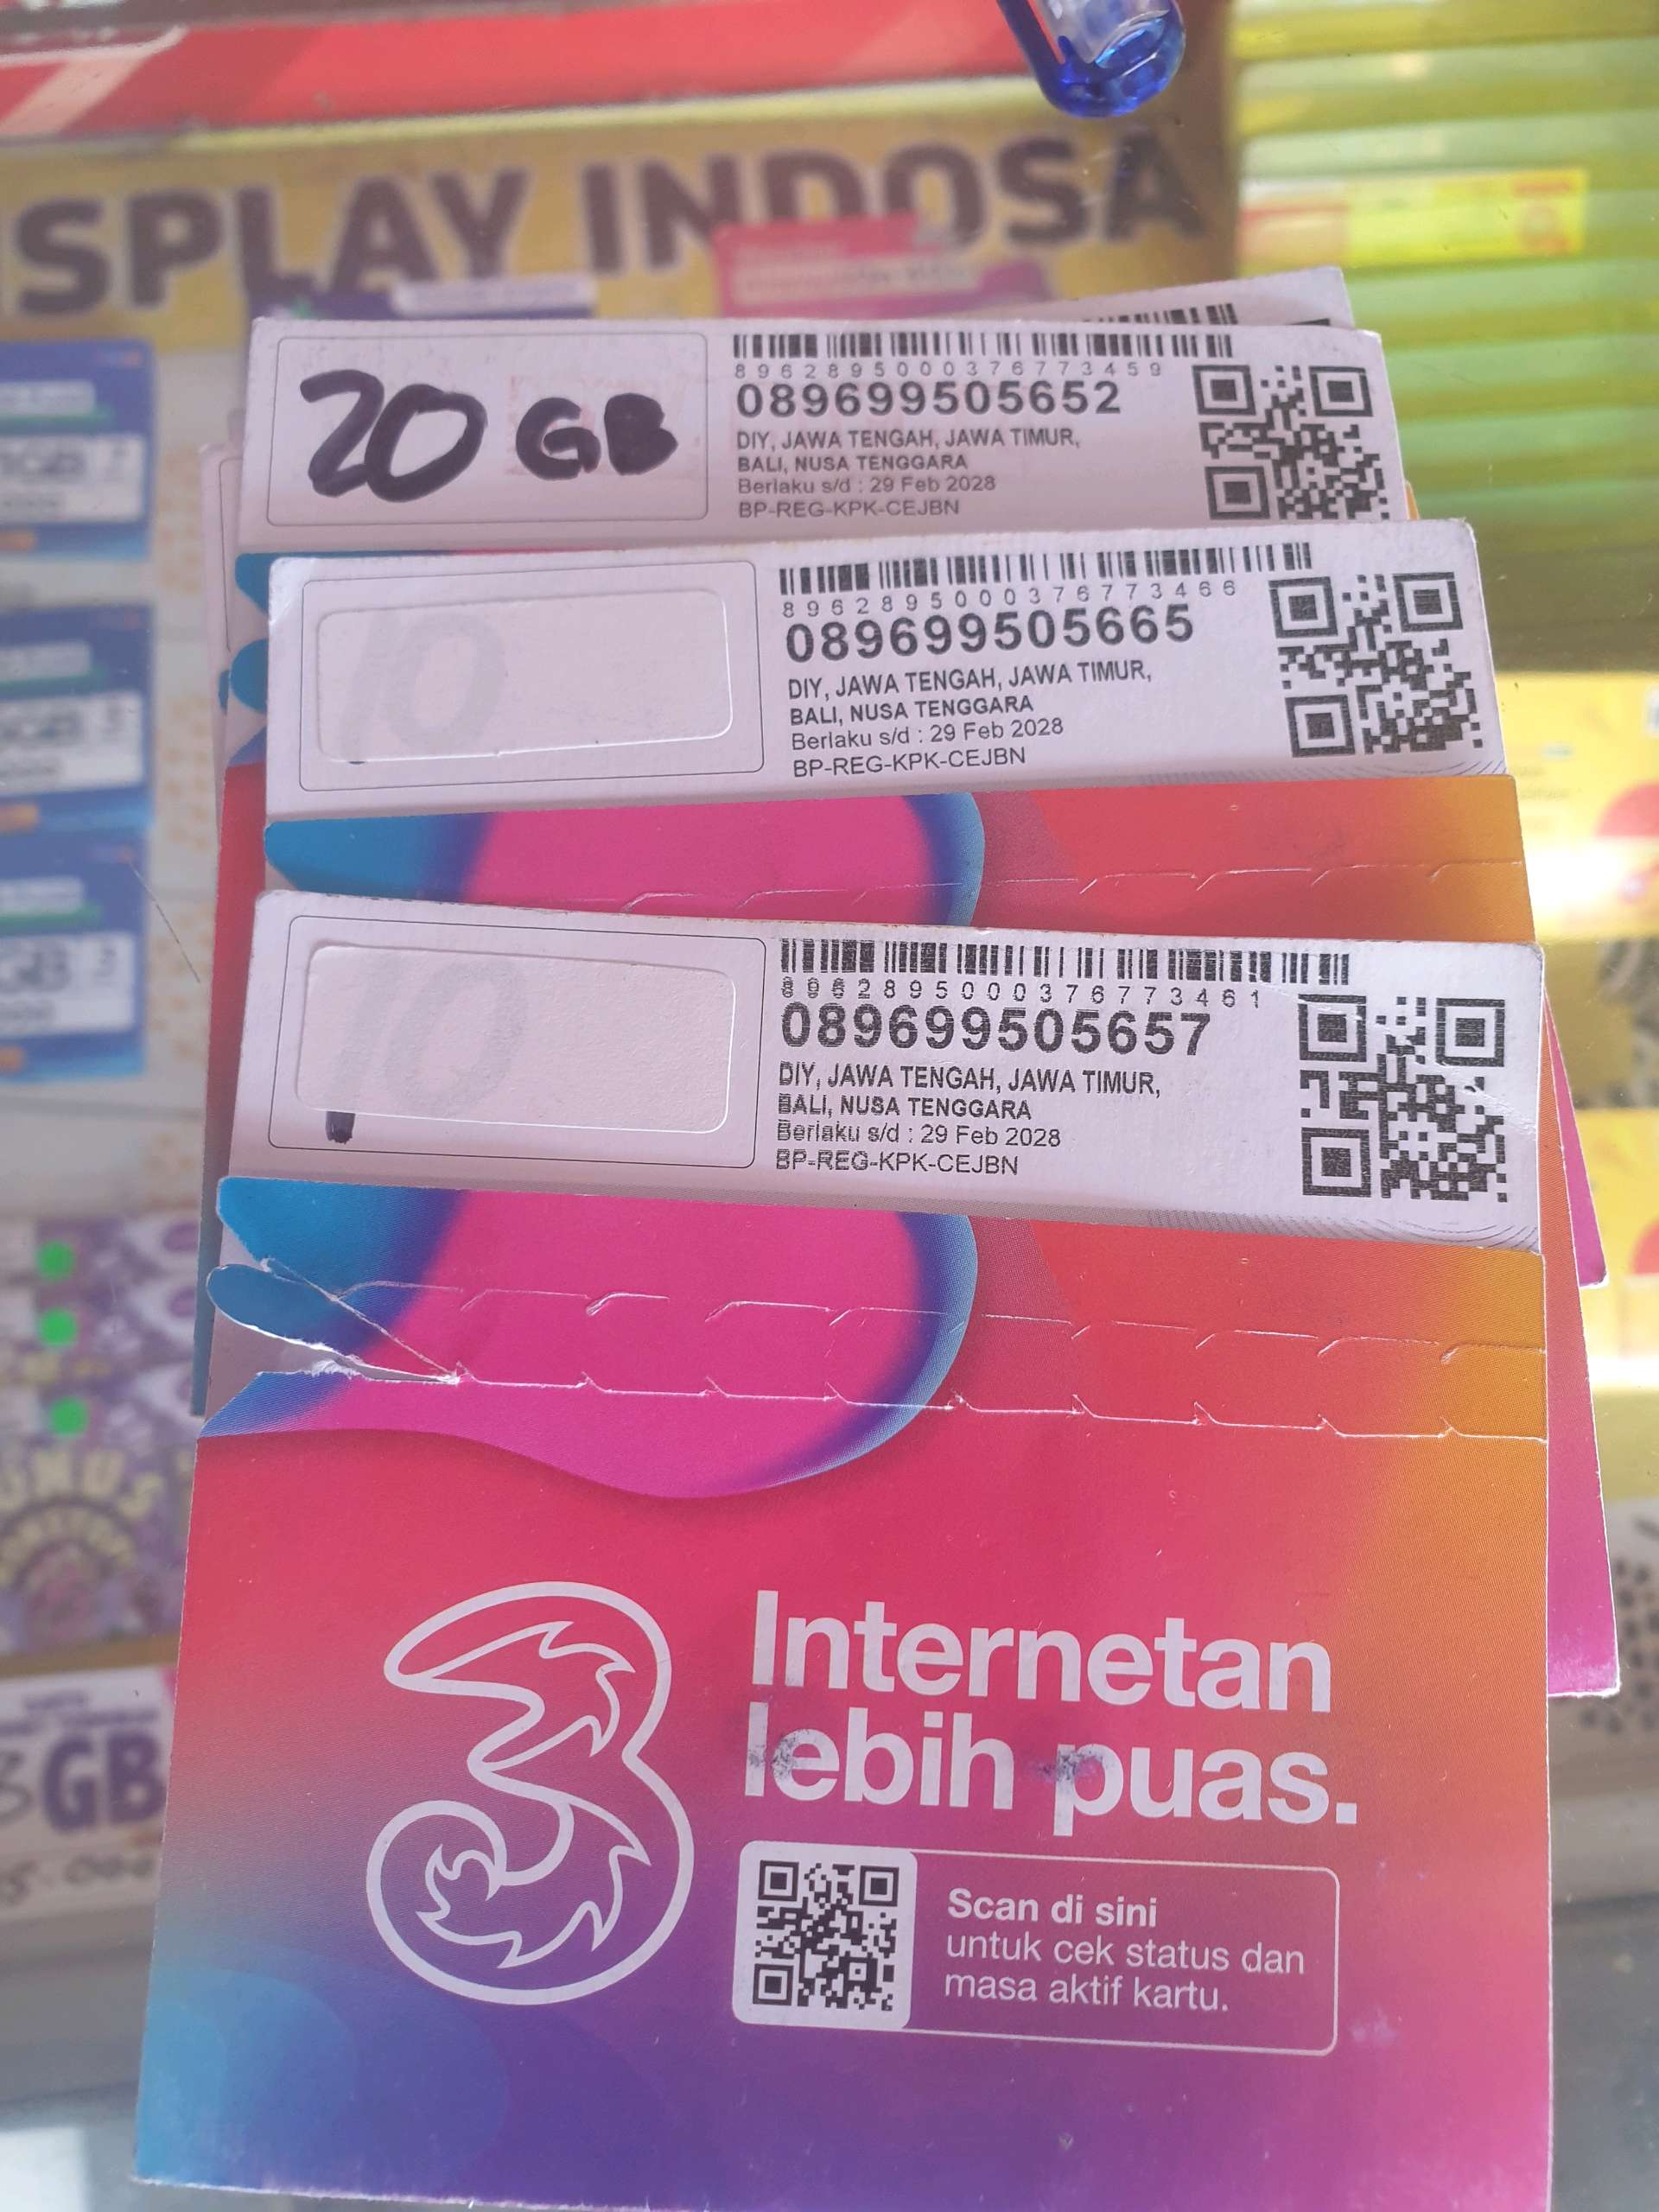 SPLAY INDOSA
20 GB
8962895000376773459
089699505652
DIY, JAWA TENGAH, JAWA TIMUR,
BALI, NUSA TENGGARA
Berlaku s/d : 29 Feb 2028
BP-REG-KPK-CEJBN
10
8962895000376773466
089699505665
DIY, JAWA TENGAH, JAWA TIMUR,
BALI, NUSA TENGGARA
Berlaku s/d : 29 Feb 2028
BP-REG-KPK-CEJBN
10
8962895000376773461
089699505657
DIY, JAWA TENGAH, JAWA TIMUR,
BALI, NUSA TENGGARA
Berlaku s/d : 29 Feb 2028
BP-REG-KPK-CEJBN
3
Internetan
lebih puas.
Scan di sini
untuk cek status dan
masa aktif kartu.
GB
GB
3GB